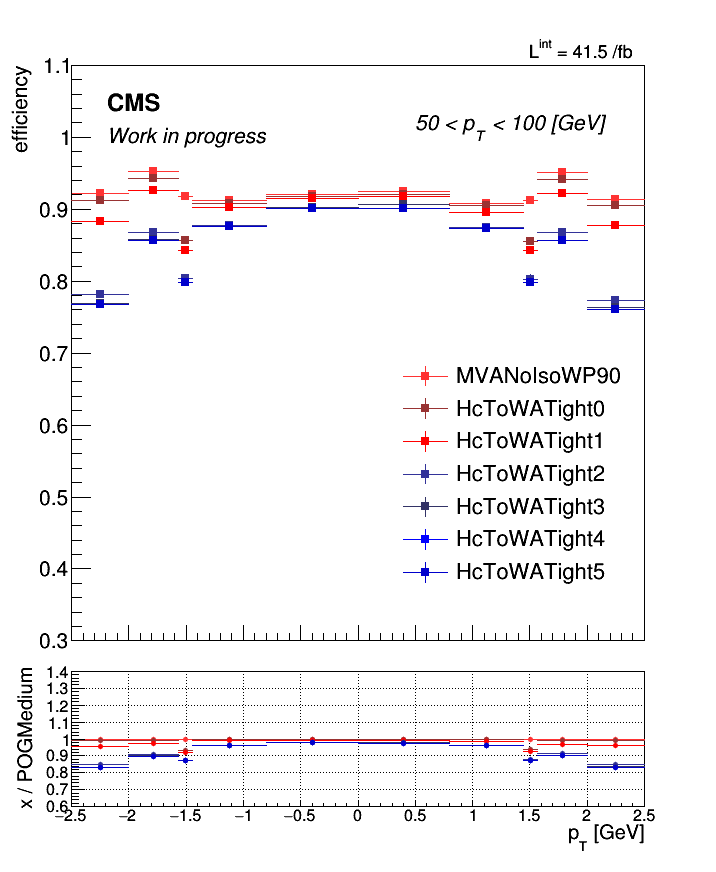 L^int = 41.5 /fb
efficiency
CMS
Work in progress
50 < p_T < 100 [GeV]
1.1
1
0.9
0.8
0.7
0.6
0.5
0.4
0.3
MVANoIsoWP90
HcToWATight0
HcToWATight1
HcToWATight2
HcToWATight3
HcToWATight4
HcToWATight5
x / POGMedium
1.4
1.3
1.2
1.1
1
0.9
0.8
0.7
0.6
−2.5 −2 −1.5 −1 −0.5 0 0.5 1 1.5 2 2.5
p_T [GeV]